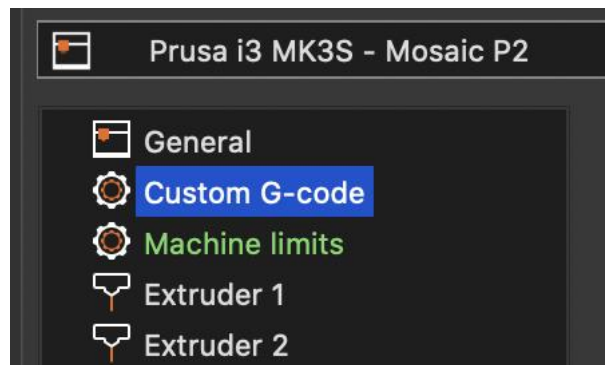 Prusa i3 MK3S - Mosaic P2
General
Custom G-code
Machine limits
Extruder 1
Extruder 2